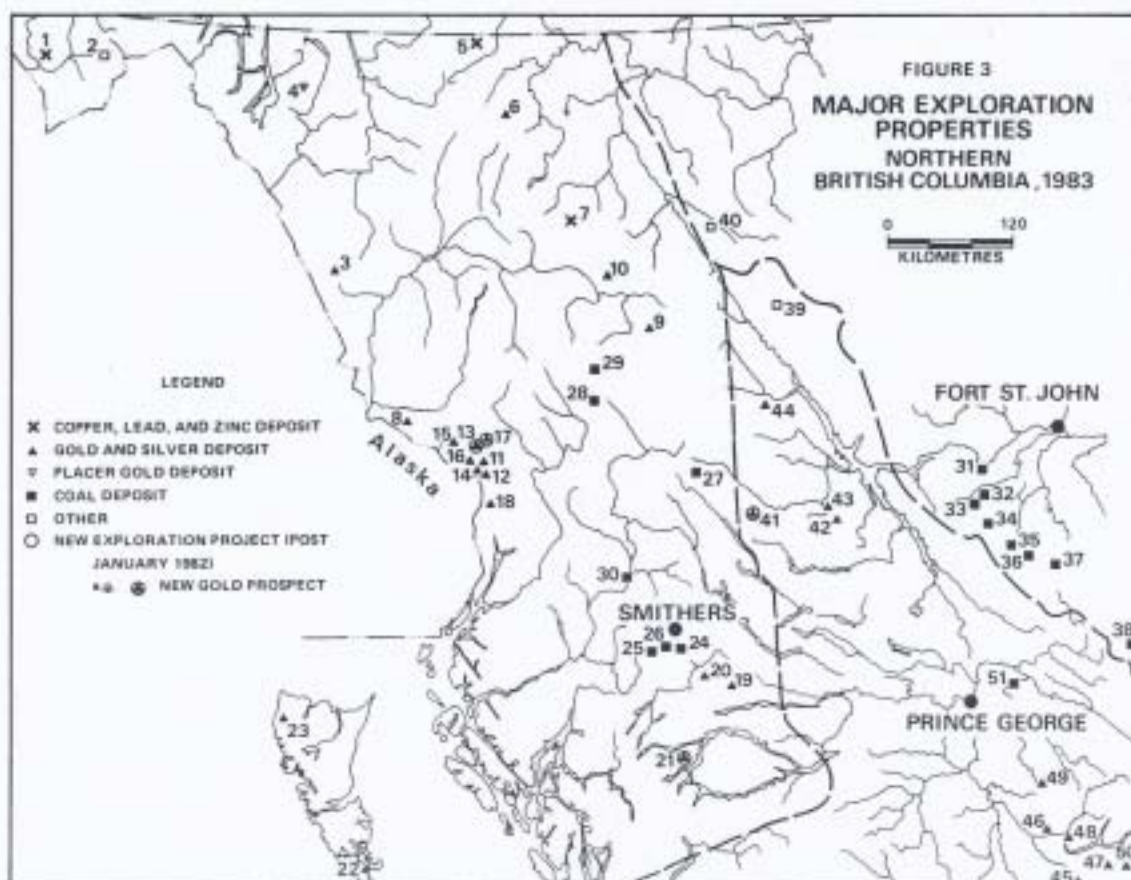 FIGURE 3
MAJOR EXPLORATION
PROPERTIES
NORTHERN
BRITISH COLUMBIA, 1983
0 120
KILOMETRES
1
2
5
4
6
7
40
3
10
39
9
29
28
LEGEND
COPPER, LEAD, AND ZINC DEPOSIT
GOLD AND SILVER DEPOSIT
PLACER GOLD DEPOSIT
COAL DEPOSIT
OTHER
NEW EXPLORATION PROJECT (POST
JANUARY 1982)
NEW GOLD PROSPECT
FORT ST. JOHN
44
8
Alaska
15 13 17
16 11
14 12
18
27
31
32
33
34
35
36
37
43
42
41
30
SMITHERS
26
25 24
20
19
38
51
PRINCE GEORGE
23
21
49
46
48
22
45
47